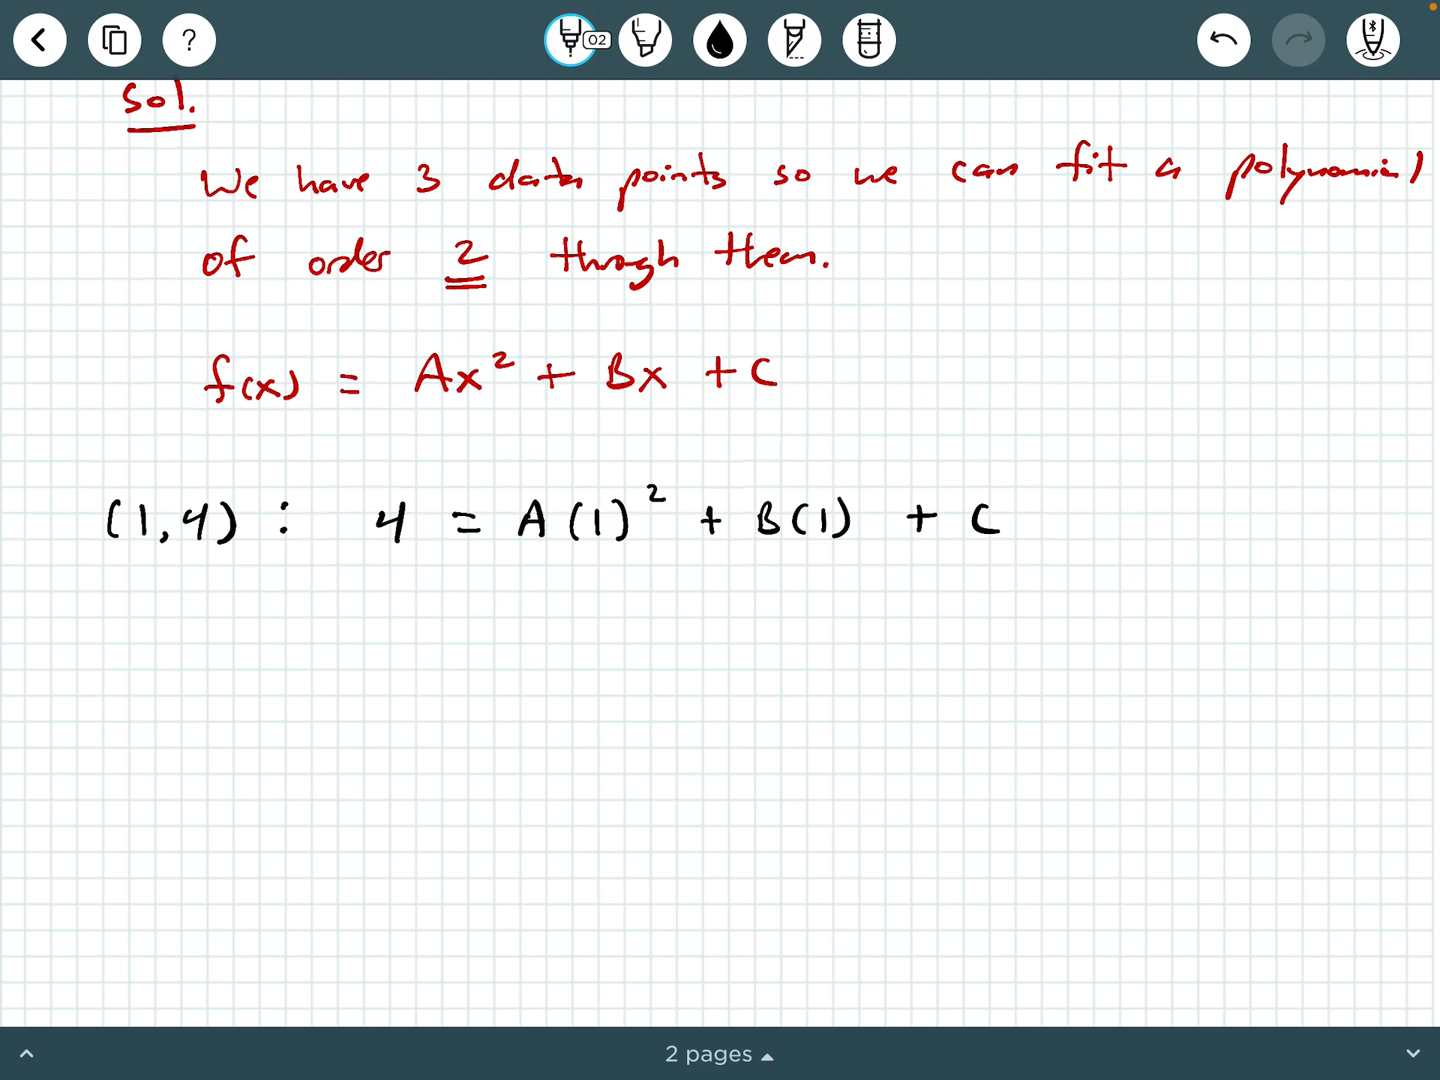 ?
02
Sol.
We have 3 data points so we can fit a polynomial
of order 2 through them.
f(x) = Ax² + Bx + C
(1,4) : 4 = A(1)² + B(1) + C
2 pages